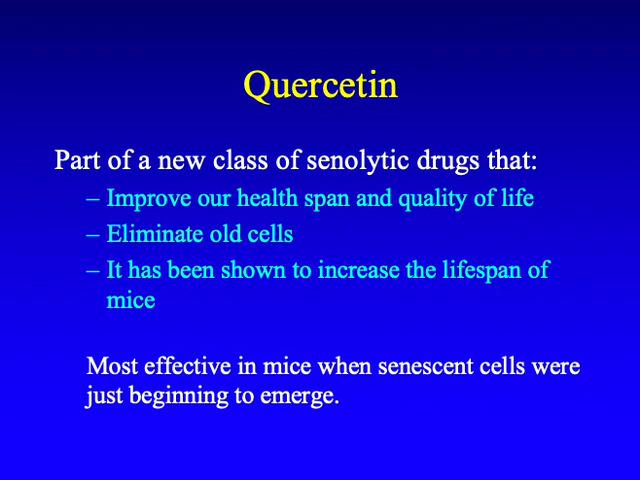 Quercetin
Part of a new class of senolytic drugs that:
– Improve our health span and quality of life
– Eliminate old cells
– It has been shown to increase the lifespan of
mice
Most effective in mice when senescent cells were
just beginning to emerge.